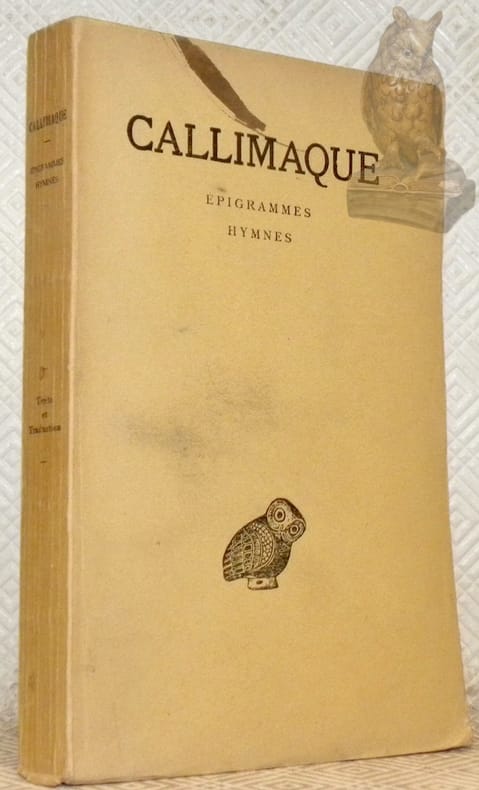 CALLIMAQUE
ÉPIGRAMMES
HYMNES
CALLIMAQUE
ÉPIGRAMMES
HYMNES
Texte
et
Traduction